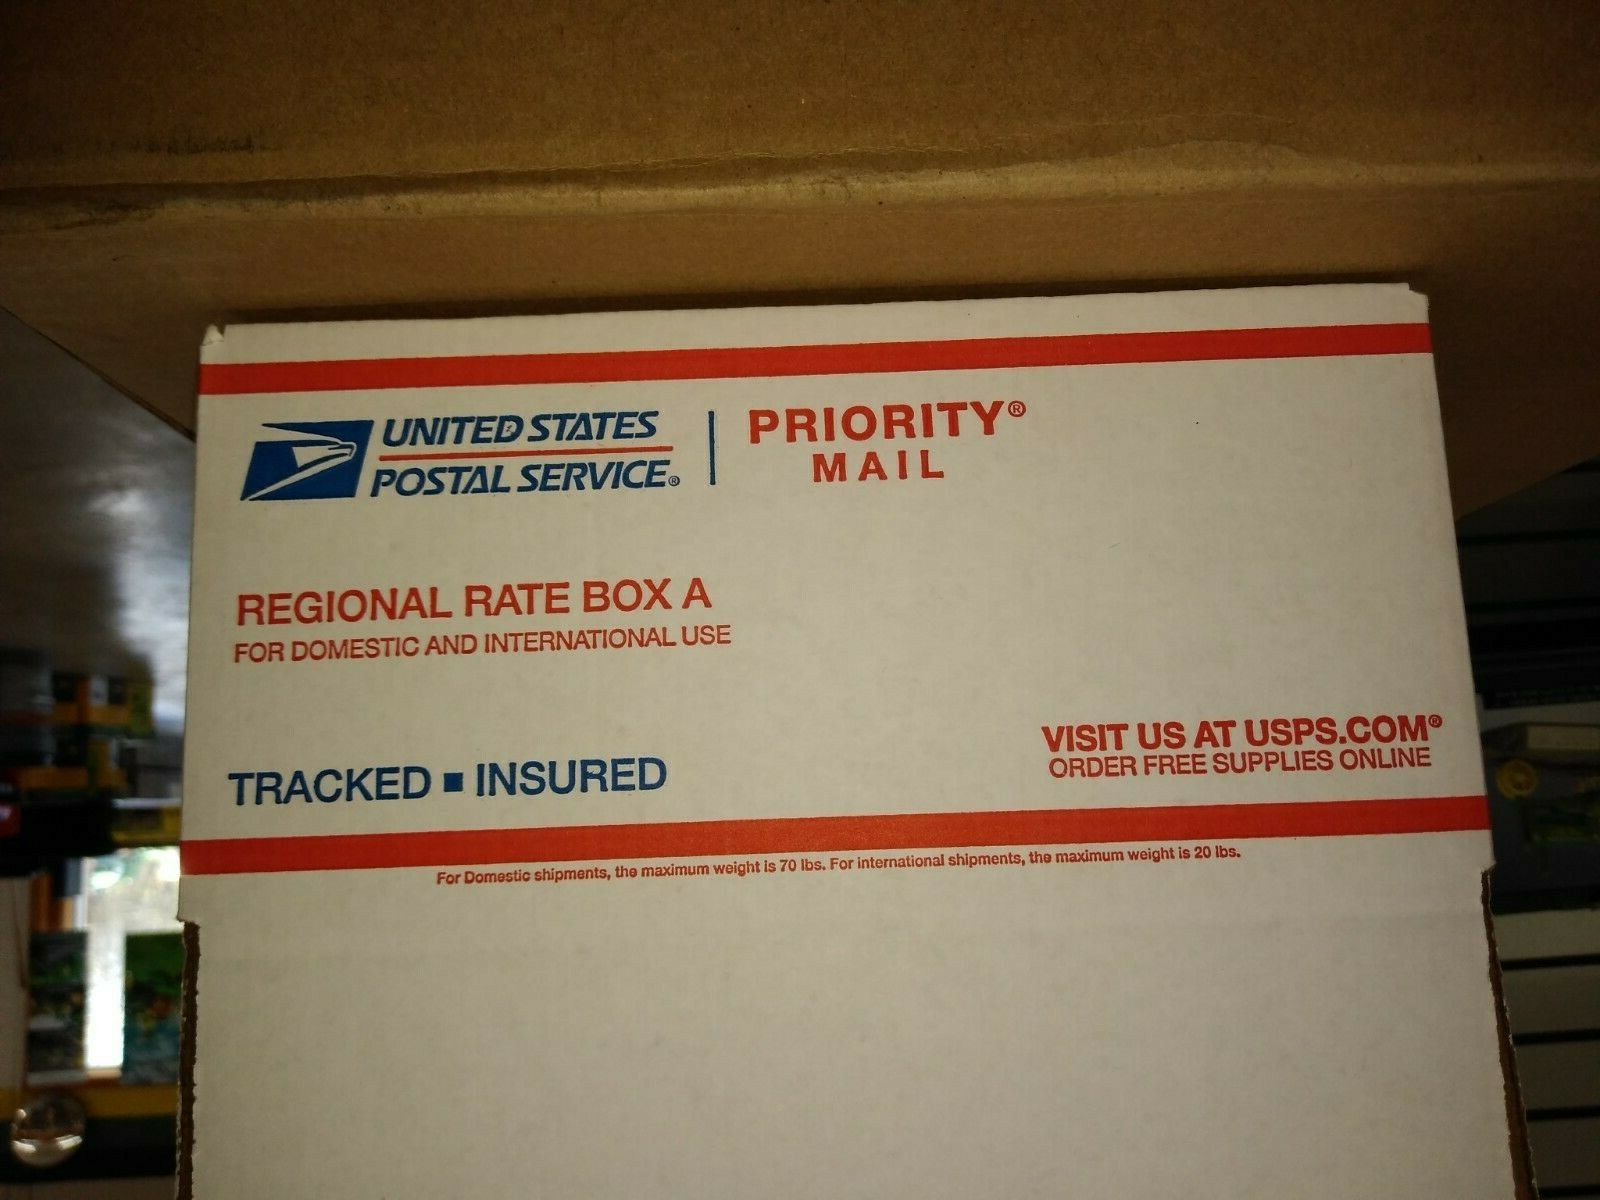 UNITED STATES
POSTAL SERVICE®
PRIORITY®
MAIL
REGIONAL RATE BOX A
FOR DOMESTIC AND INTERNATIONAL USE
TRACKED ■ INSURED
VISIT US AT USPS.COM®
ORDER FREE SUPPLIES ONLINE
For Domestic shipments, the maximum weight is 70 lbs. For international shipments, the maximum weight is 20 lbs.